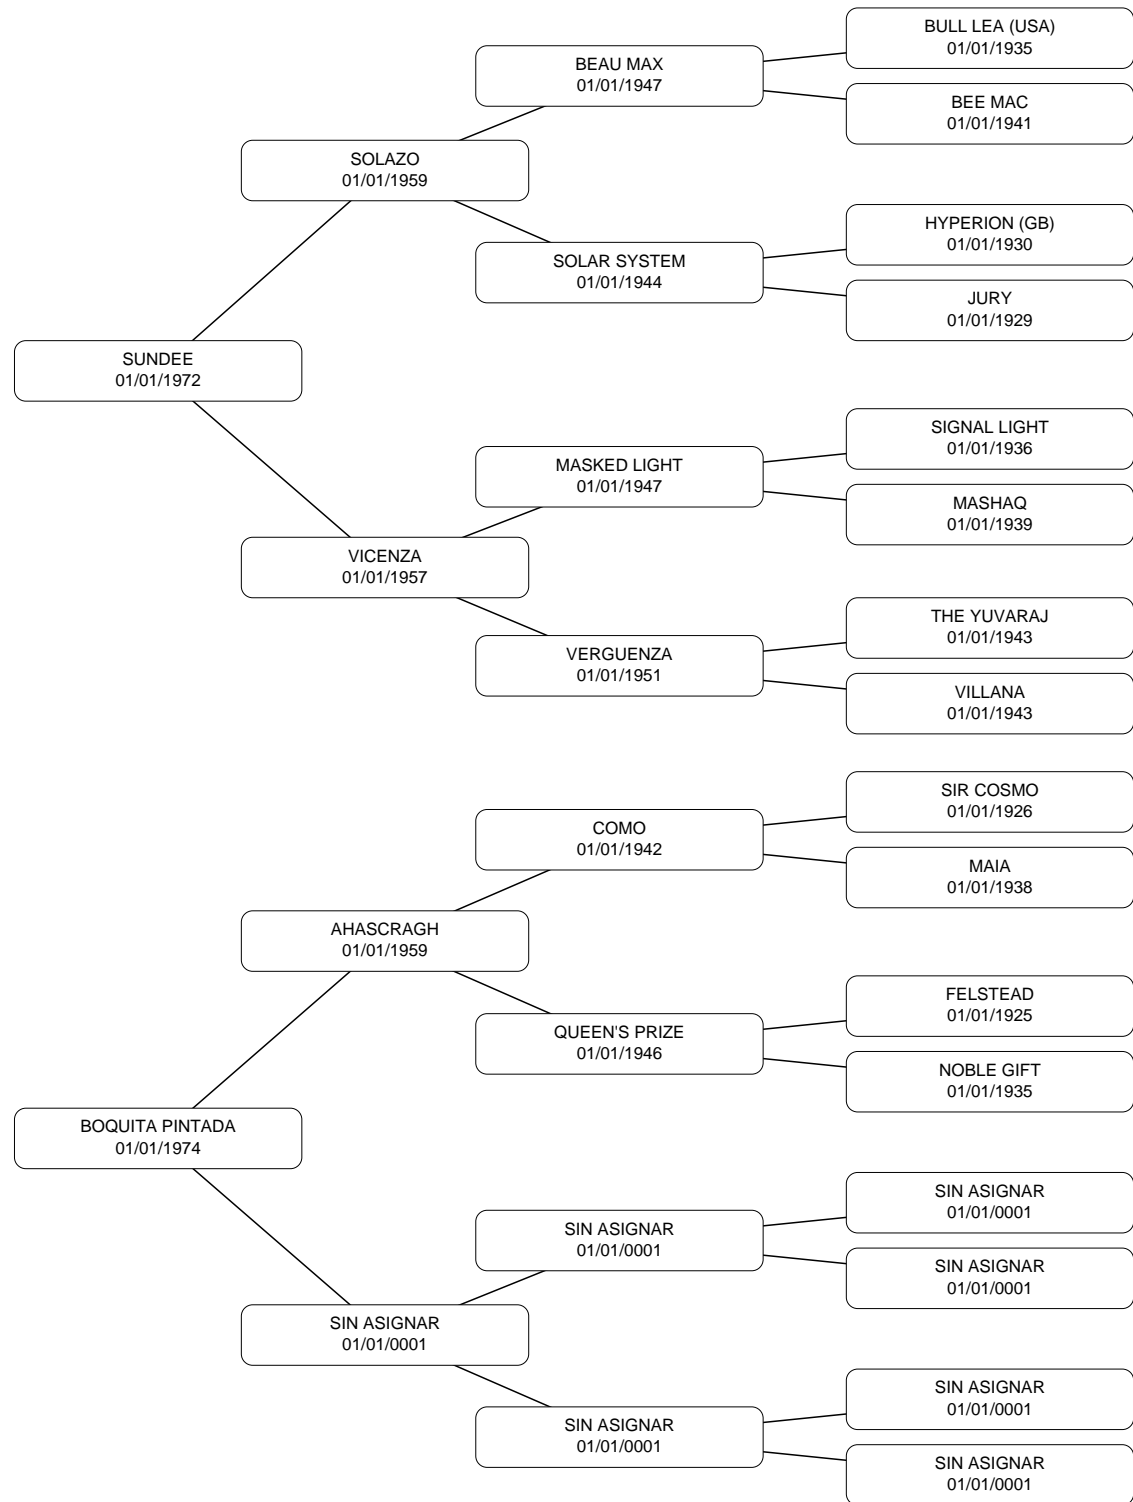 BULL LEA (USA)
01/01/1935
BEAU MAX
01/01/1947
BEE MAC
01/01/1941
SOLAZO
01/01/1959
HYPERION (GB)
01/01/1930
SOLAR SYSTEM
01/01/1944
JURY
01/01/1929
SUNDEE
01/01/1972
SIGNAL LIGHT
01/01/1936
MASKED LIGHT
01/01/1947
MASHAQ
01/01/1939
VICENZA
01/01/1957
THE YUVARAJ
01/01/1943
VERGUENZA
01/01/1951
VILLANA
01/01/1943
SIR COSMO
01/01/1926
COMO
01/01/1942
MAIA
01/01/1938
AHASCRAGH
01/01/1959
FELSTEAD
01/01/1925
QUEEN'S PRIZE
01/01/1946
NOBLE GIFT
01/01/1935
BOQUITA PINTADA
01/01/1974
SIN ASIGNAR
01/01/0001
SIN ASIGNAR
01/01/0001
SIN ASIGNAR
01/01/0001
SIN ASIGNAR
01/01/0001
SIN ASIGNAR
01/01/0001
SIN ASIGNAR
01/01/0001
SIN ASIGNAR
01/01/0001